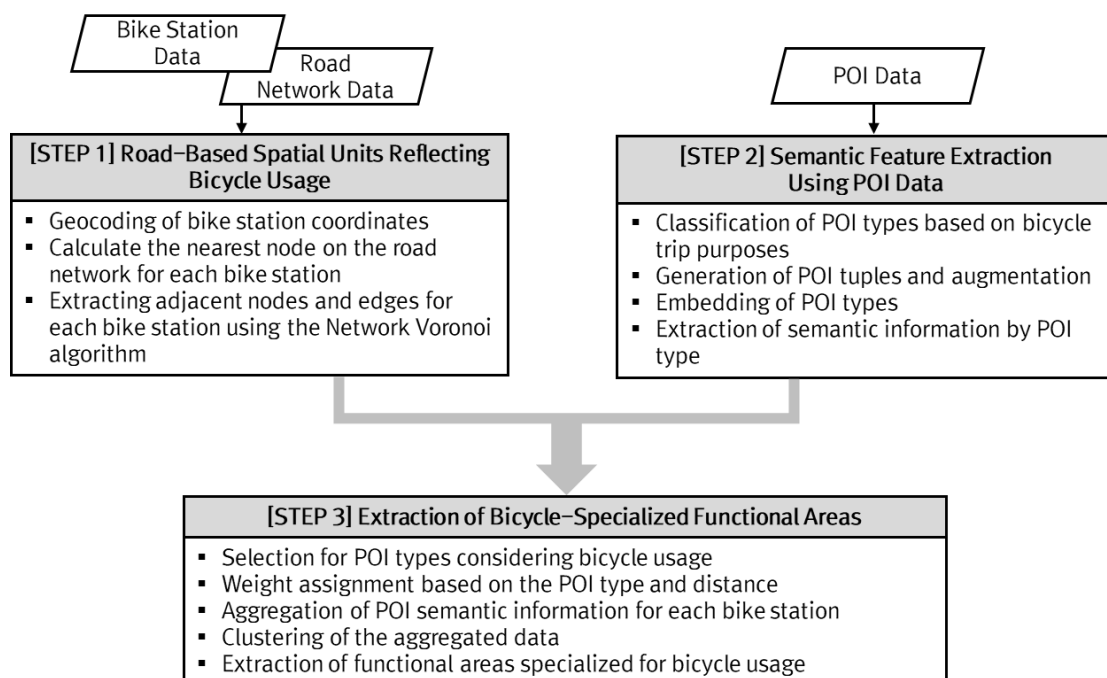 Bike Station
Data
Road
Network Data
POI Data
[STEP 1] Road-Based Spatial Units Reflecting
Bicycle Usage
▪ Geocoding of bike station coordinates
▪ Calculate the nearest node on the road
network for each bike station
▪ Extracting adjacent nodes and edges for
each bike station using the Network Voronoi
algorithm
[STEP 2] Semantic Feature Extraction
Using POI Data
▪ Classification of POI types based on bicycle
trip purposes
▪ Generation of POI tuples and augmentation
▪ Embedding of POI types
▪ Extraction of semantic information by POI
type
[STEP 3] Extraction of Bicycle-Specialized Functional Areas
▪ Selection for POI types considering bicycle usage
▪ Weight assignment based on the POI type and distance
▪ Aggregation of POI semantic information for each bike station
▪ Clustering of the aggregated data
▪ Extraction of functional areas specialized for bicycle usage